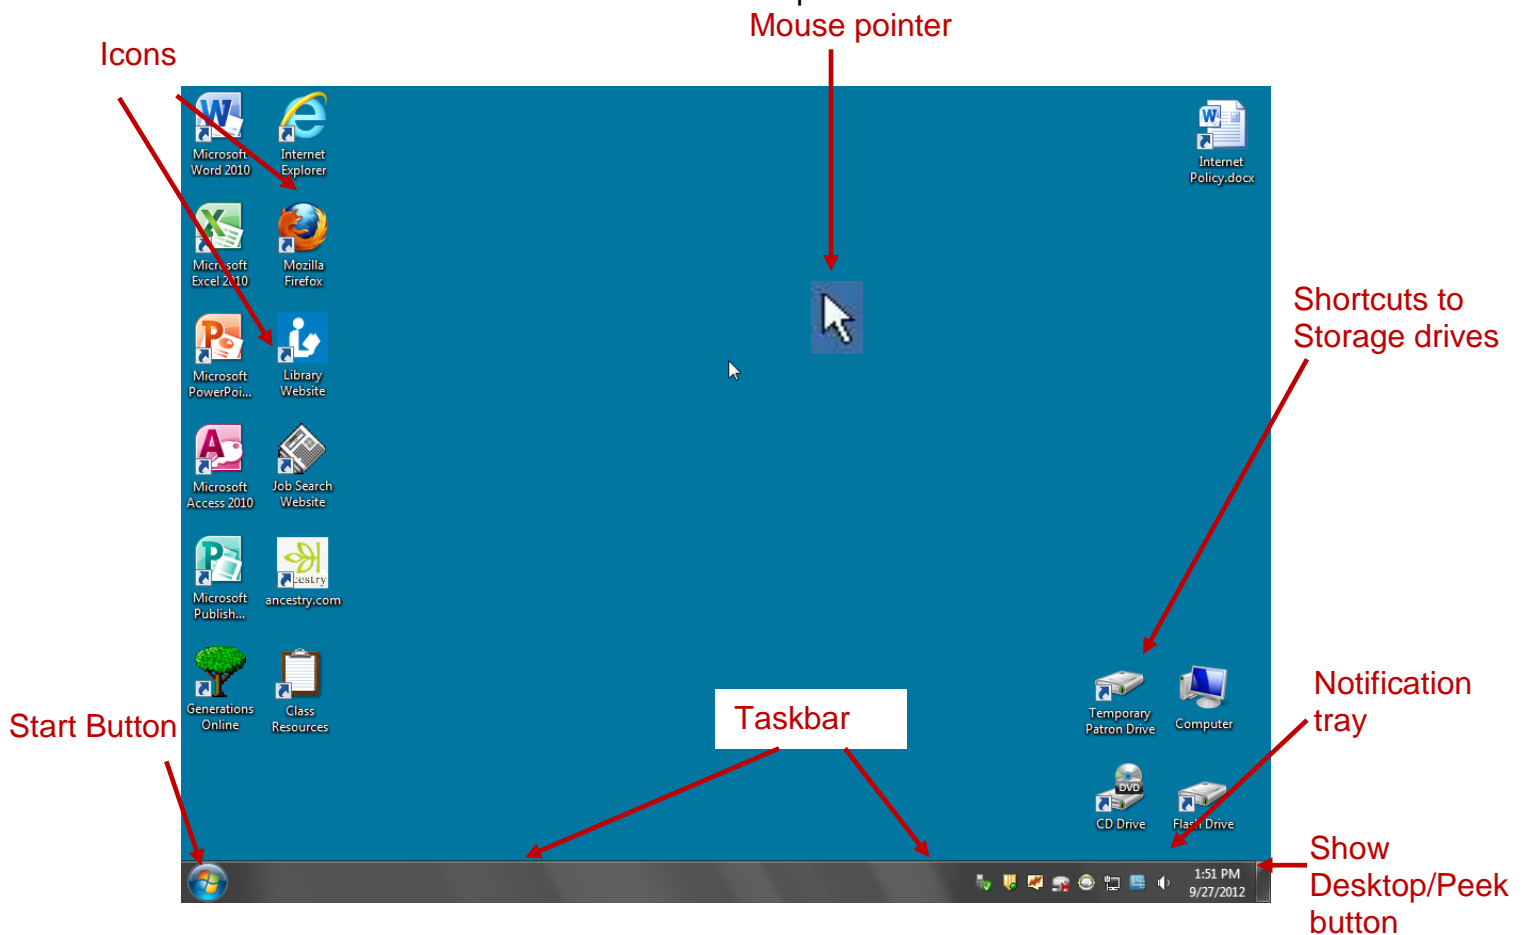 Mouse pointer
Icons
Microsoft
Word 2010
Internet
Explorer
Internet
Policy.docx
Microsoft
Excel 2010
Mozilla
Firefox
Shortcuts to
Storage drives
Microsoft
PowerPoi...
Library
Website
Microsoft
Access 2010
Job Search
Website
Microsoft
Publish...
ancestry.com
Generations
Online
Class
Resources
Start Button
Taskbar
Temporary
Patron Drive
Computer
Notification
tray
DVD
CD Drive
Flash Drive
1:51 PM
9/27/2012
Show
Desktop/Peek
button